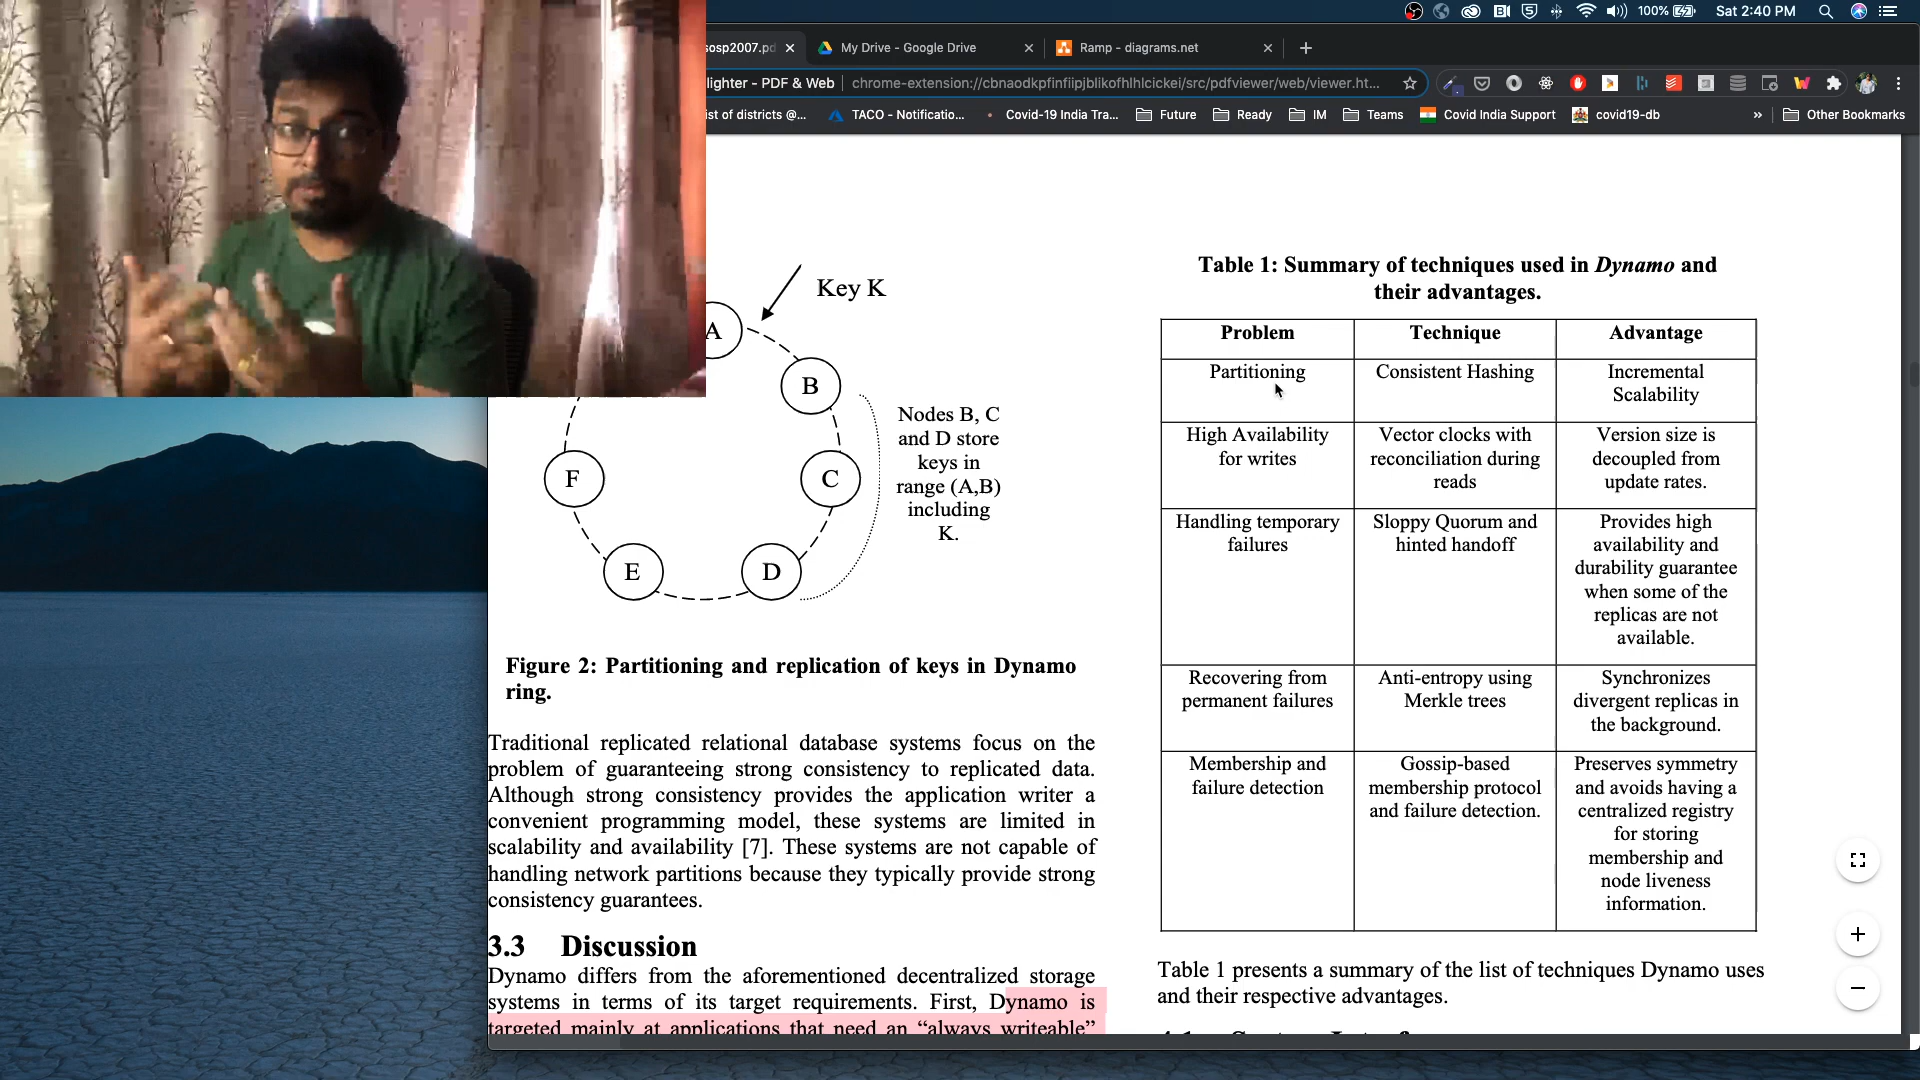 100%
Sat 2:40 PM
sosp2007.pd
My Drive - Google Drive
Ramp - diagrams.net
lighter - PDF & Web
chrome-extension://cbnaodkpfinfiipjblikofhlhlcickei/src/pdfviewer/web/viewer.ht...
ist of districts @...
TACO - Notificatio...
Covid-19 India Tra...
Future
Ready
IM
Teams
Covid India Support
covid19-db
»
Other Bookmarks
Key K
A
B
C
D
E
F
Nodes B, C
and D store
keys in
range (A,B)
including
K.
Figure 2: Partitioning and replication of keys in Dynamo
ring.
Traditional replicated relational database systems focus on the
problem of guaranteeing strong consistency to replicated data.
Although strong consistency provides the application writer a
convenient programming model, these systems are limited in
scalability and availability [7]. These systems are not capable of
handling network partitions because they typically provide strong
consistency guarantees.
3.3 Discussion
Dynamo differs from the aforementioned decentralized storage
systems in terms of its target requirements. First, Dynamo is
targeted mainly at applications that need an “always writeable”
Table 1: Summary of techniques used in Dynamo and
their advantages.
Problem
Technique
Advantage
Partitioning
Consistent Hashing
Incremental
Scalability
High Availability
for writes
Vector clocks with
reconciliation during
reads
Version size is
decoupled from
update rates.
Handling temporary
failures
Sloppy Quorum and
hinted handoff
Provides high
availability and
durability guarantee
when some of the
replicas are not
available.
Recovering from
permanent failures
Anti-entropy using
Merkle trees
Synchronizes
divergent replicas in
the background.
Membership and
failure detection
Gossip-based
membership protocol
and failure detection.
Preserves symmetry
and avoids having a
centralized registry
for storing
membership and
node liveness
information.
Table 1 presents a summary of the list of techniques Dynamo uses
and their respective advantages.